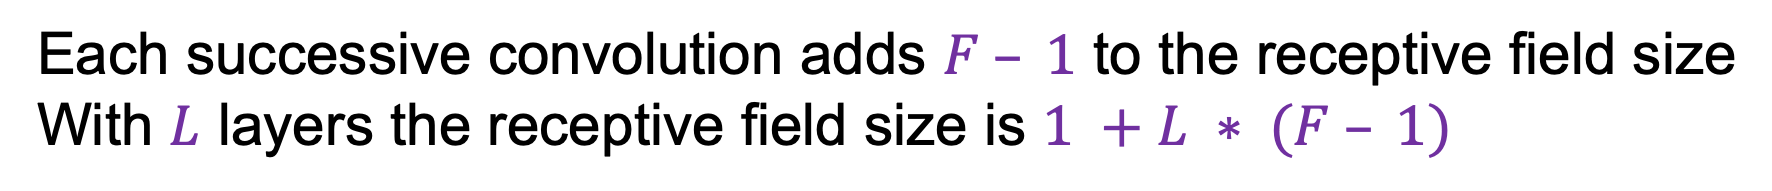 Each successive convolution adds F – 1 to the receptive field size
With L layers the receptive field size is 1 + L * (F – 1)